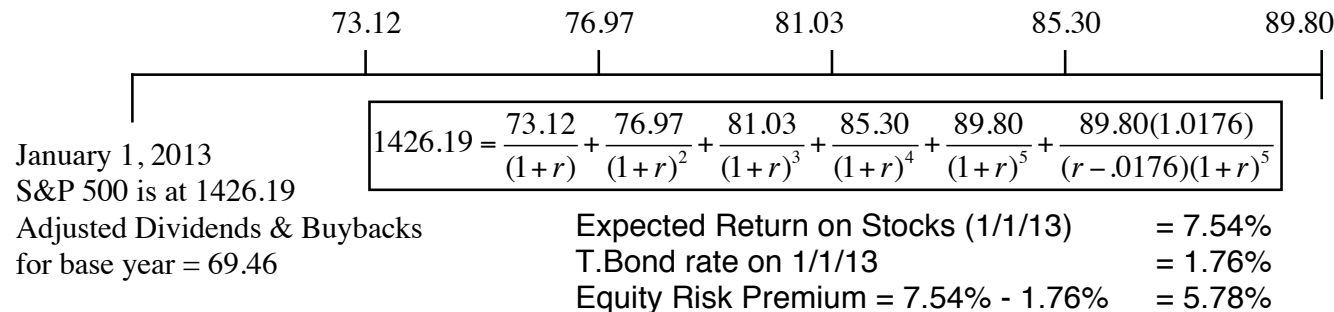 73.12 76.97 81.03 85.30 89.80
1426.19 = 73.12/(1+r) + 76.97/(1+r)^2 + 81.03/(1+r)^3 + 85.30/(1+r)^4 + 89.80/(1+r)^5 + 89.80(1.0176)/((r−.0176)(1+r)^5)
January 1, 2013
S&P 500 is at 1426.19
Adjusted Dividends & Buybacks
for base year = 69.46
Expected Return on Stocks (1/1/13) = 7.54%
T.Bond rate on 1/1/13 = 1.76%
Equity Risk Premium = 7.54% - 1.76% = 5.78%